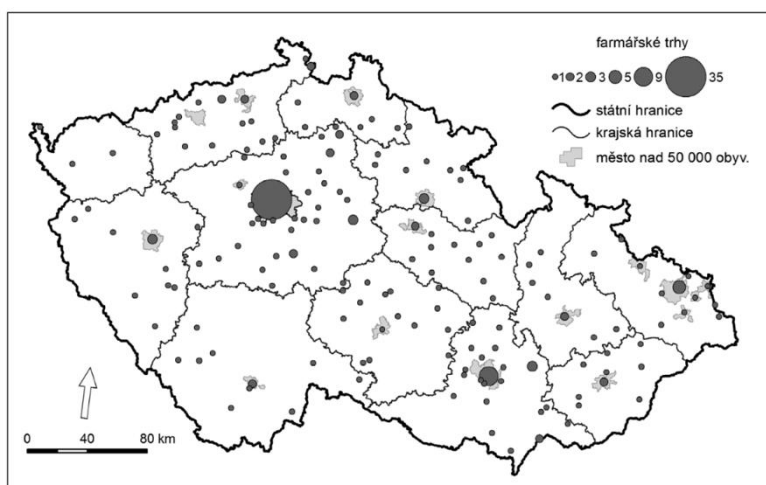 farmářské trhy
1 2 3 5 9 35
státní hranice
krajská hranice
město nad 50 000 obyv.
0 40 80 km